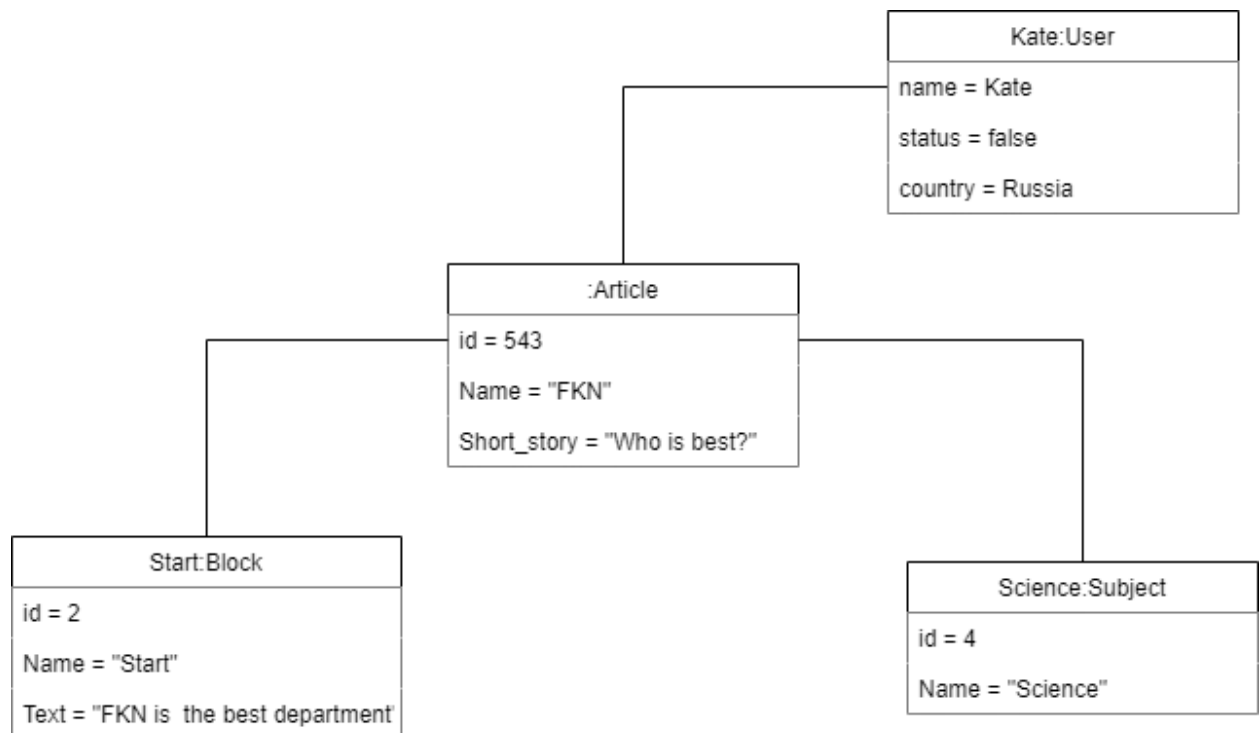 Kate:User
name = Kate
status = false
country = Russia
:Article
id = 543
Name = "FKN"
Short_story = "Who is best?"
Start:Block
id = 2
Name = "Start"
Text = "FKN is  the best department'
Science:Subject
id = 4
Name = "Science"